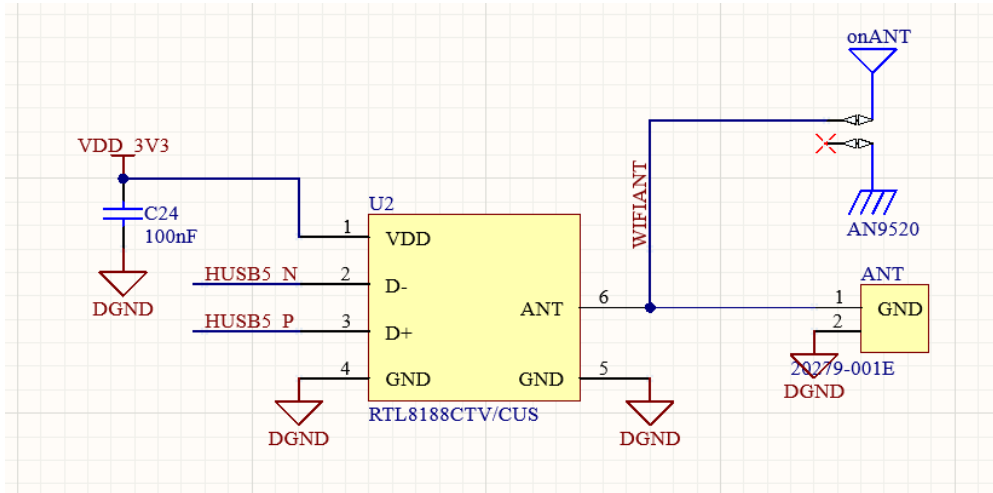 onANT
VDD_3V3
C24
100nF
DGND
U2
1
VDD
HUSB5_N
2
D-
HUSB5_P
3
D+
4
GND
DGND
ANT
6
GND
5
DGND
RTL8188CTV/CUS
WIFIANT
AN9520
ANT
1
GND
2
20279-001E
DGND